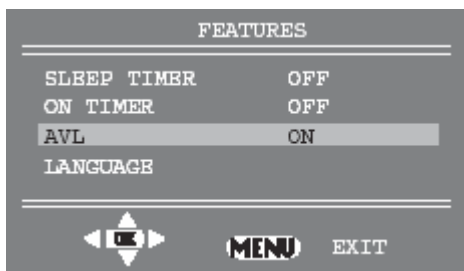 FEATURES
SLEEP TIMER OFF
ON TIMER OFF
AVL ON
LANGUAGE
OK MENU EXIT